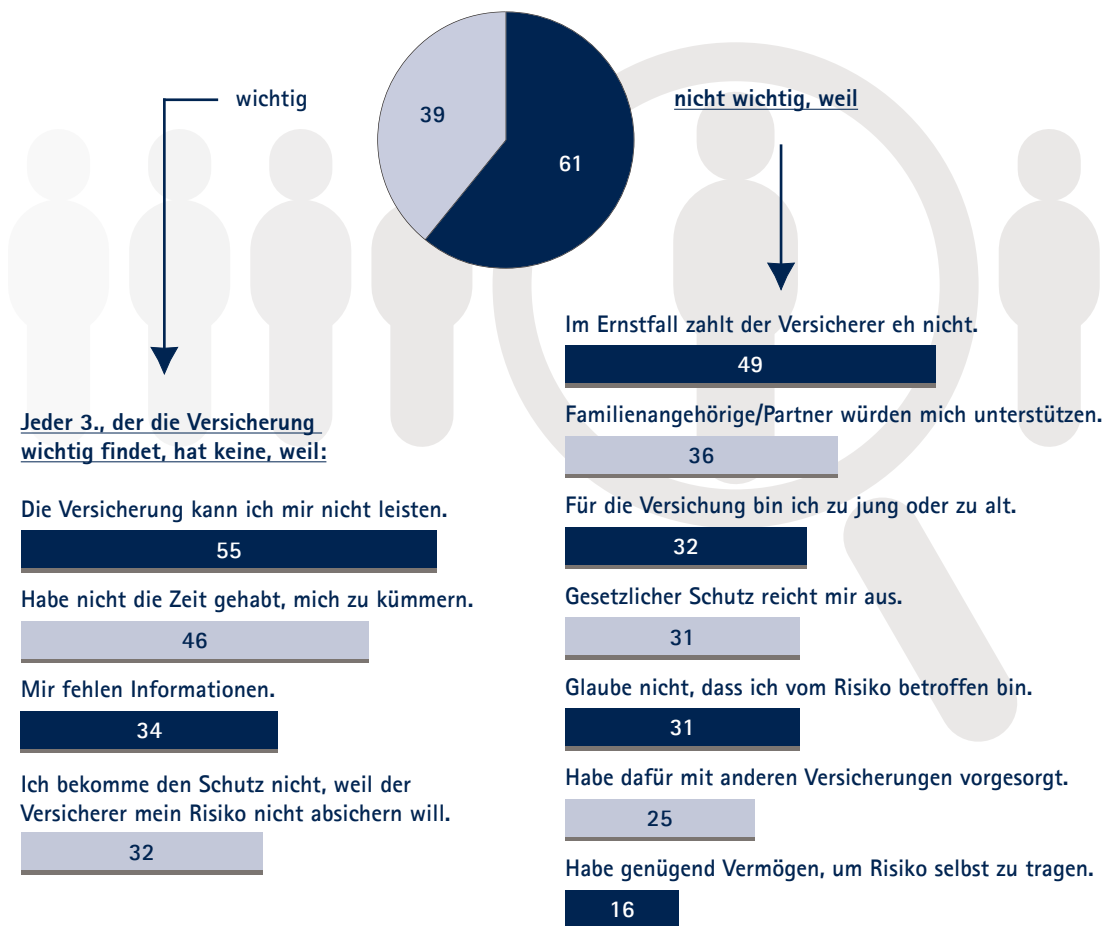 wichtig
39
61
nicht wichtig, weil
Jeder 3., der die Versicherung
wichtig findet, hat keine, weil:
Die Versicherung kann ich mir nicht leisten.
55
Habe nicht die Zeit gehabt, mich zu kümmern.
46
Mir fehlen Informationen.
34
Ich bekomme den Schutz nicht, weil der
Versicherer mein Risiko nicht absichern will.
32
Im Ernstfall zahlt der Versicherer eh nicht.
49
Familienangehörige/Partner würden mich unterstützen.
36
Für die Versichung bin ich zu jung oder zu alt.
32
Gesetzlicher Schutz reicht mir aus.
31
Glaube nicht, dass ich vom Risiko betroffen bin.
31
Habe dafür mit anderen Versicherungen vorgesorgt.
25
Habe genügend Vermögen, um Risiko selbst zu tragen.
16